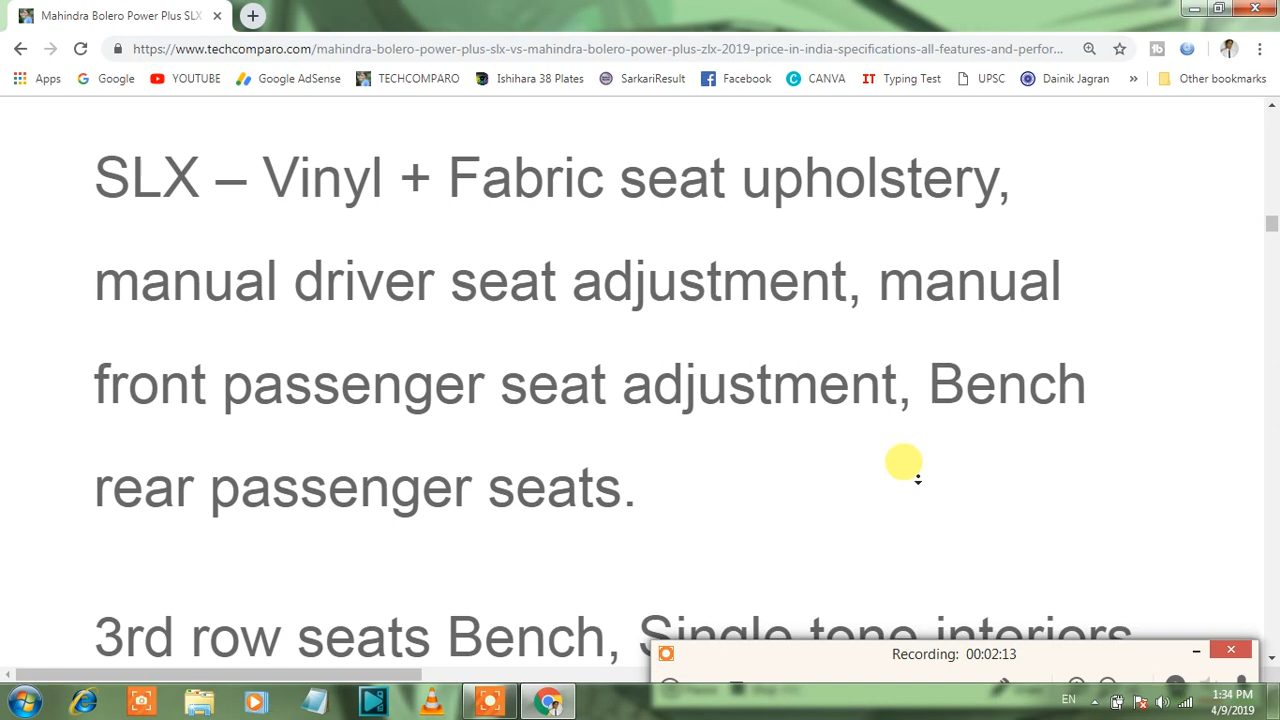 Mahindra Bolero Power Plus SLX
https://www.techcomparo.com/mahindra-bolero-power-plus-slx-vs-mahindra-bolero-power-plus-zlx-2019-price-in-india-specifications-all-features-and-perfor...
Apps Google YOUTUBE Google AdSense TECHCOMPARO Ishihara 38 Plates SarkariResult Facebook CANVA IT Typing Test UPSC Dainik Jagran » Other bookmarks
SLX – Vinyl + Fabric seat upholstery,
manual driver seat adjustment, manual
front passenger seat adjustment, Bench
rear passenger seats.
3rd row seats Bench, Single tone interiors
Recording: 00:02:13
EN
1:34 PM
4/9/2019